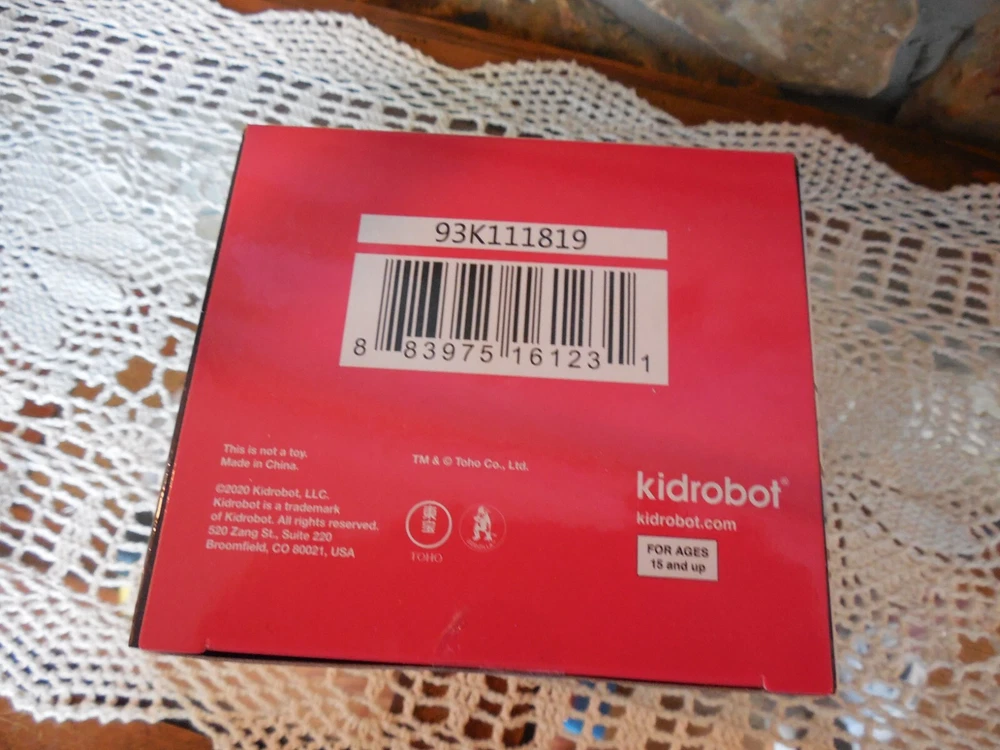 93K111819
8 83975 16123 1
This is not a toy.
Made in China.
©2020 Kidrobot, LLC.
Kidrobot is a trademark
of Kidrobot. All rights reserved.
520 Zang St., Suite 220
Broomfield, CO 80021, USA
TM & © Toho Co., Ltd.
東宝
TOHO
kidrobot®
kidrobot.com
FOR AGES
15 and up